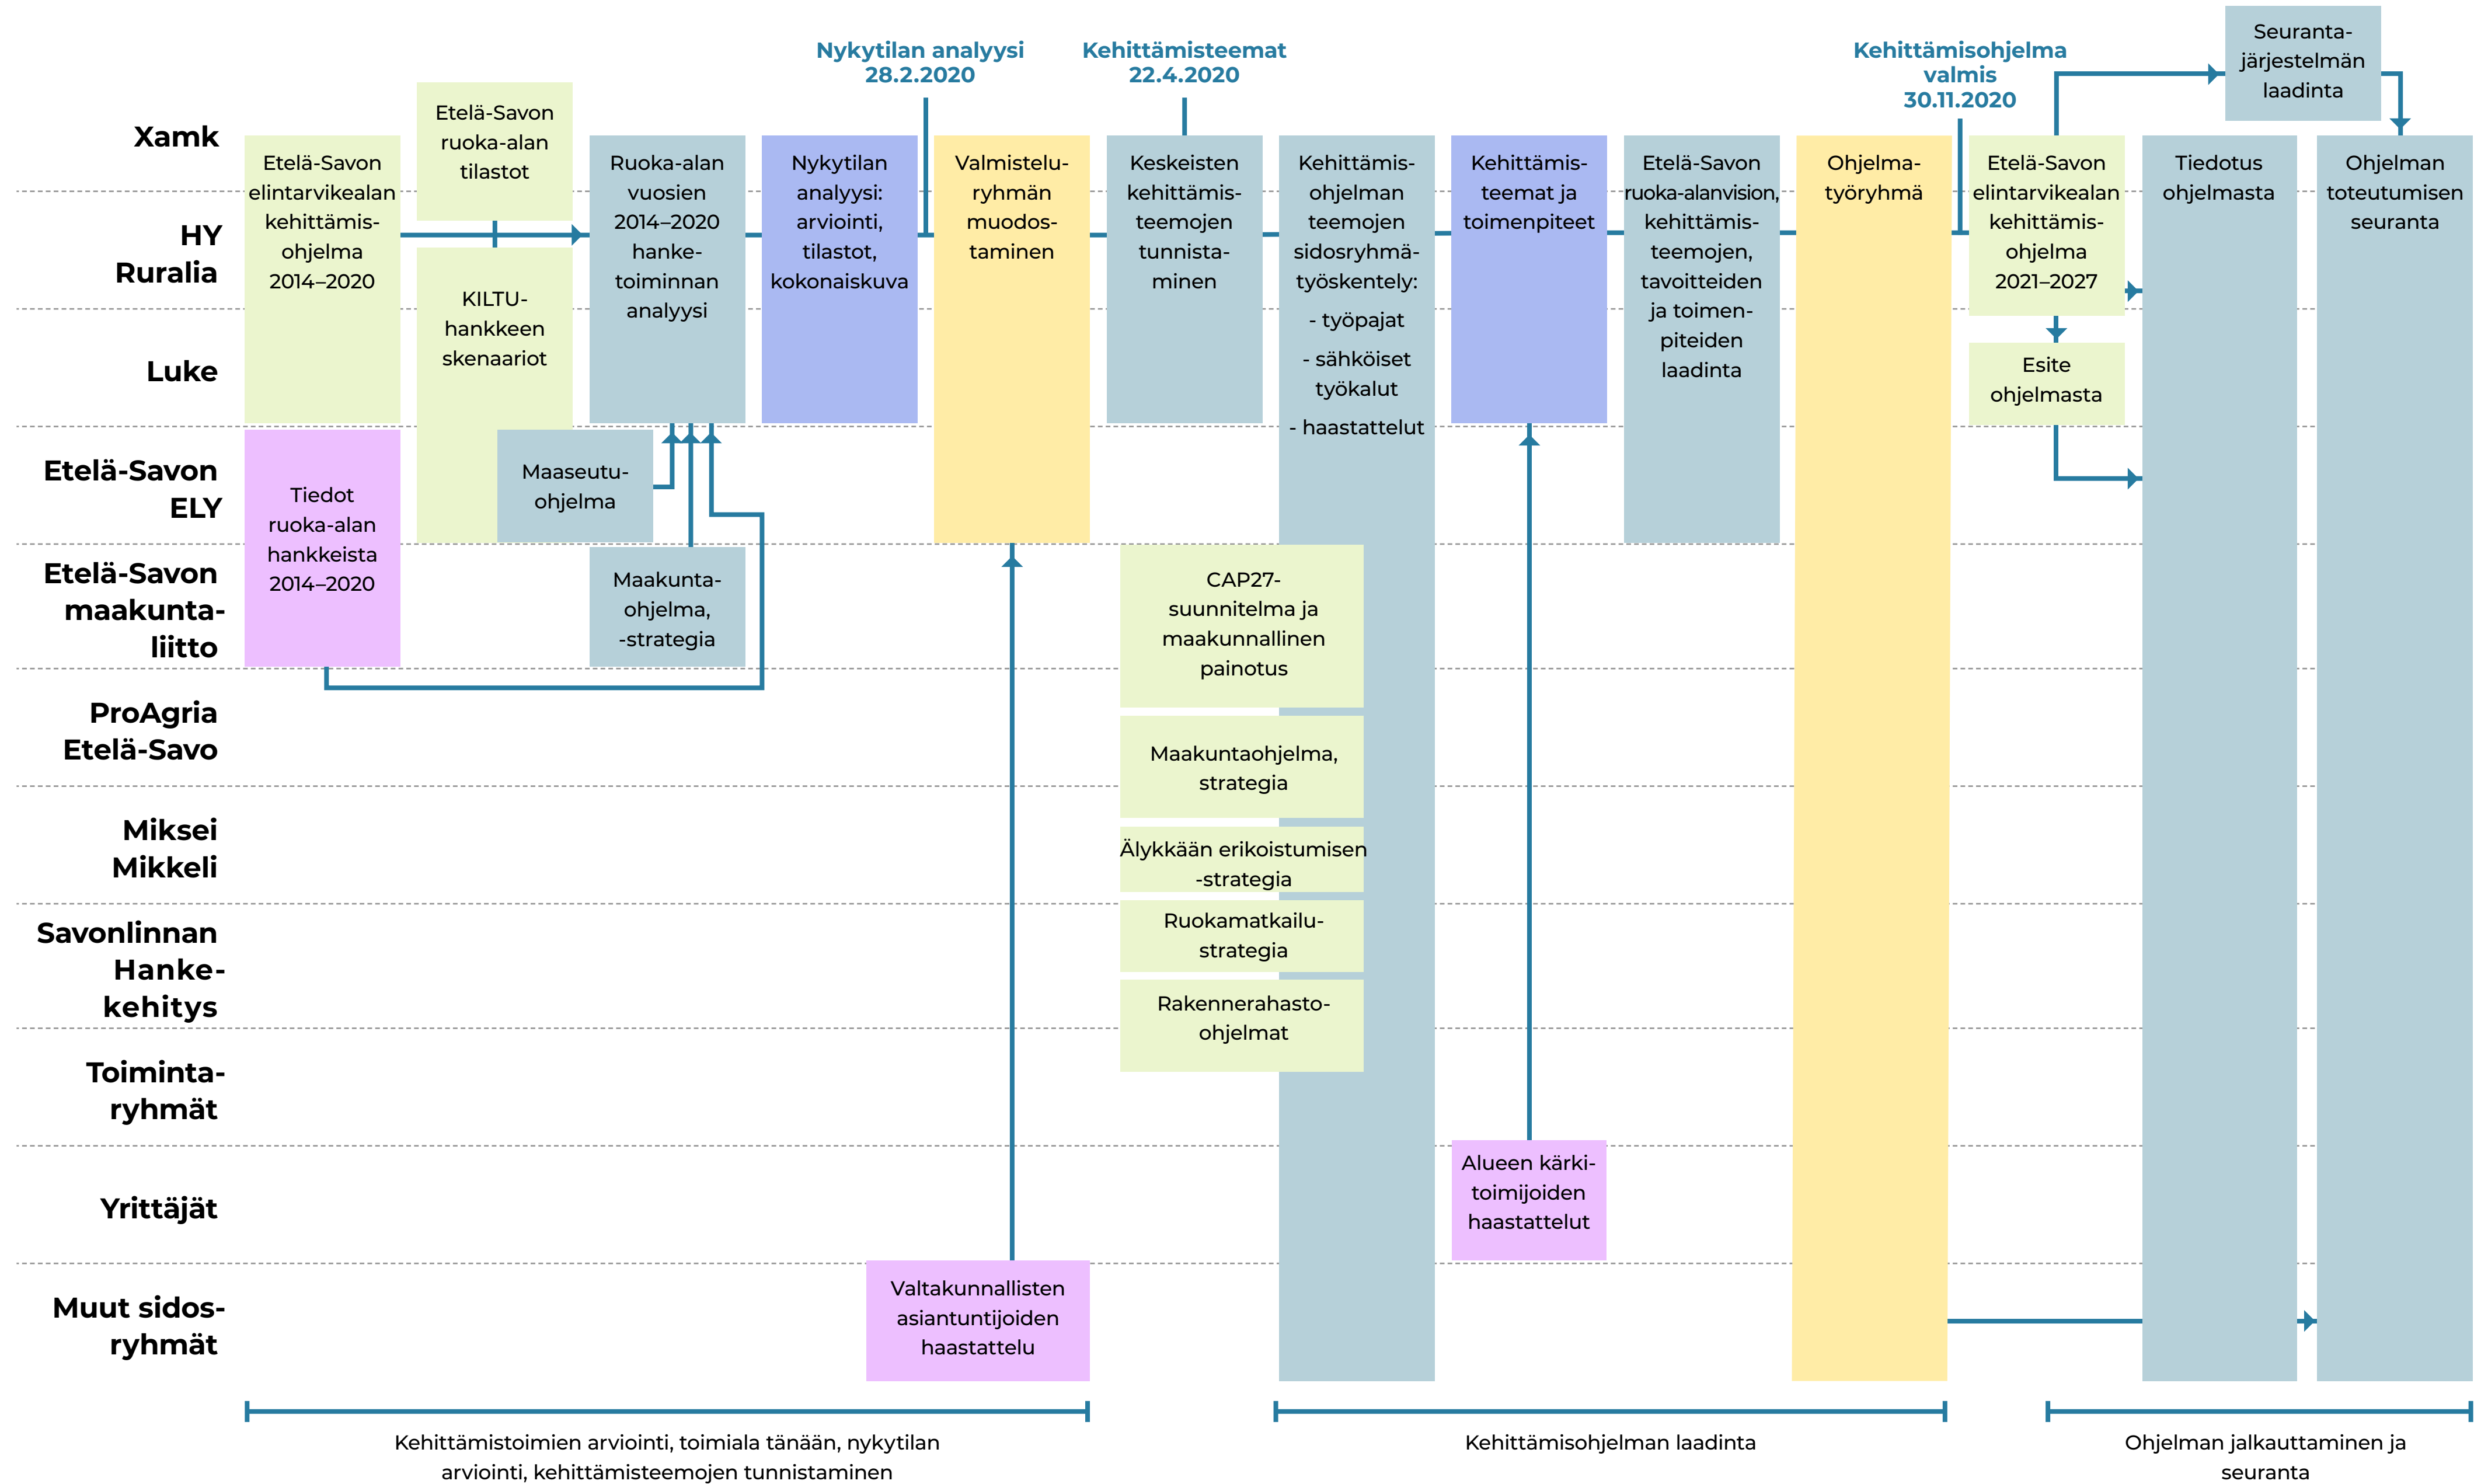 Nykytilan analyysi
28.2.2020
Kehittämisteemat
22.4.2020
Kehittämisohjelma
valmis
30.11.2020
Seuranta-
järjestelmän
laadinta
Xamk
HY
Ruralia
Luke
Etelä-Savon
ELY
Etelä-Savon
maakunta-
liitto
ProAgria
Etelä-Savo
Miksei
Mikkeli
Savonlinnan
Hanke-
kehitys
Toiminta-
ryhmät
Yrittäjät
Muut sidos-
ryhmät
Etelä-Savon
elintarvikealan
kehittämis-
ohjelma
2014–2020
Tiedot
ruoka-alan
hankkeista
2014–2020
Etelä-Savon
ruoka-alan
tilastot
KILTU-
hankkeen
skenaariot
Maaseutu-
ohjelma
Ruoka-alan
vuosien
2014–2020
hanke-
toiminnan
analyysi
Maakunta-
ohjelma,
-strategia
Nykytilan
analyysi:
arviointi,
tilastot,
kokonaiskuva
Valmistelu-
ryhmän
muodos-
taminen
Valtakunnallisten
asiantuntijoiden
haastattelu
Keskeisten
kehittämis-
teemojen
tunnista-
minen
Kehittämis-
ohjelman
teemojen
sidosryhmä-
työskentely:
- työpajat
- sähköiset
työkalut
- haastattelut
CAP27-
suunnitelma ja
maakunnallinen
painotus
Maakuntaohjelma,
strategia
Älykkään erikoistumisen
-strategia
Ruokamatkailu-
strategia
Rakennerahasto-
ohjelmat
Kehittämis-
teemat ja
toimenpiteet
Alueen kärki-
toimijoiden
haastattelut
Etelä-Savon
ruoka-alanvision,
kehittämis-
teemojen,
tavoitteiden
ja toimen-
piteiden
laadinta
Ohjelma-
työryhmä
Etelä-Savon
elintarvikealan
kehittämis-
ohjelma
2021–2027
Esite
ohjelmasta
Tiedotus
ohjelmasta
Ohjelman
toteutumisen
seuranta
Kehittämistoimien arviointi, toimiala tänään, nykytilan
arviointi, kehittämisteemojen tunnistaminen
Kehittämisohjelman laadinta
Ohjelman jalkauttaminen ja
seuranta